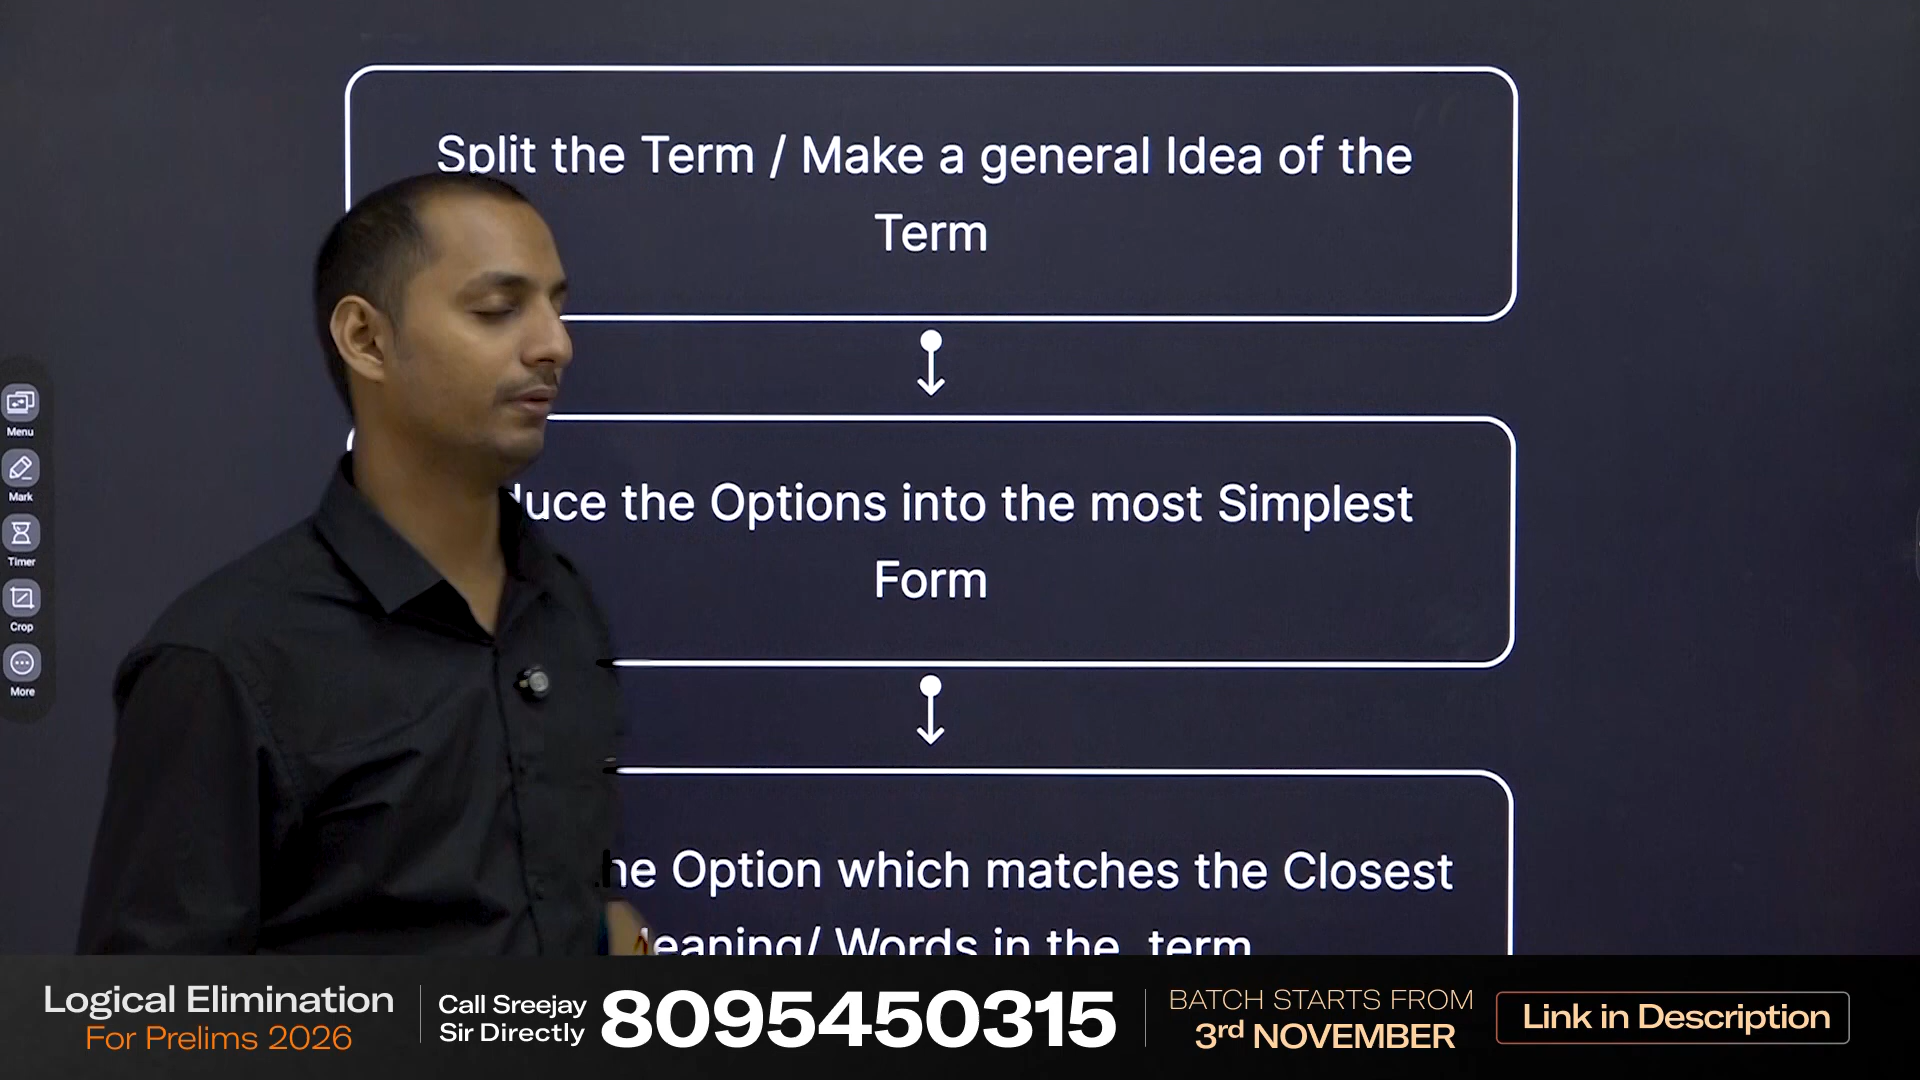 Split the Term / Make a general Idea of the
Term
the Options into the most Simplest
Form
Option which matches the Closest
Words in the term
Menu
Mark
Timer
Crop
More
Logical Elimination
For Prelims 2026
Call Sreejay
Sir Directly
8095450315
BATCH STARTS FROM
3rd NOVEMBER
Link in Description